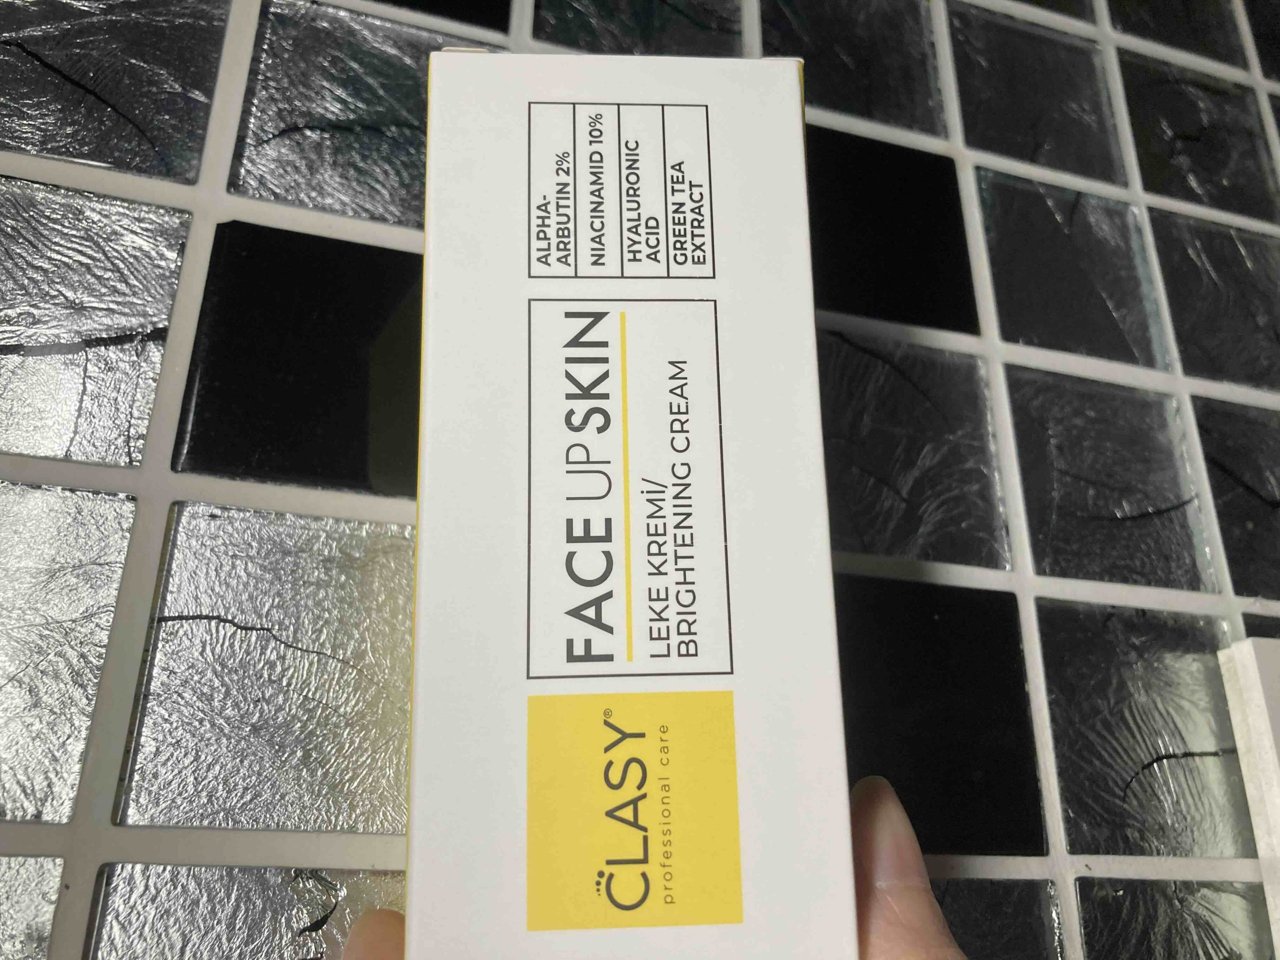 CLASY®
professional care
FACE UP SKIN
LEKE KREMİ/
BRIGHTENING CREAM
ALPHA-
ARBUTIN 2%
NIACINAMID 10%
HYALURONIC
ACID
GREEN TEA
EXTRACT